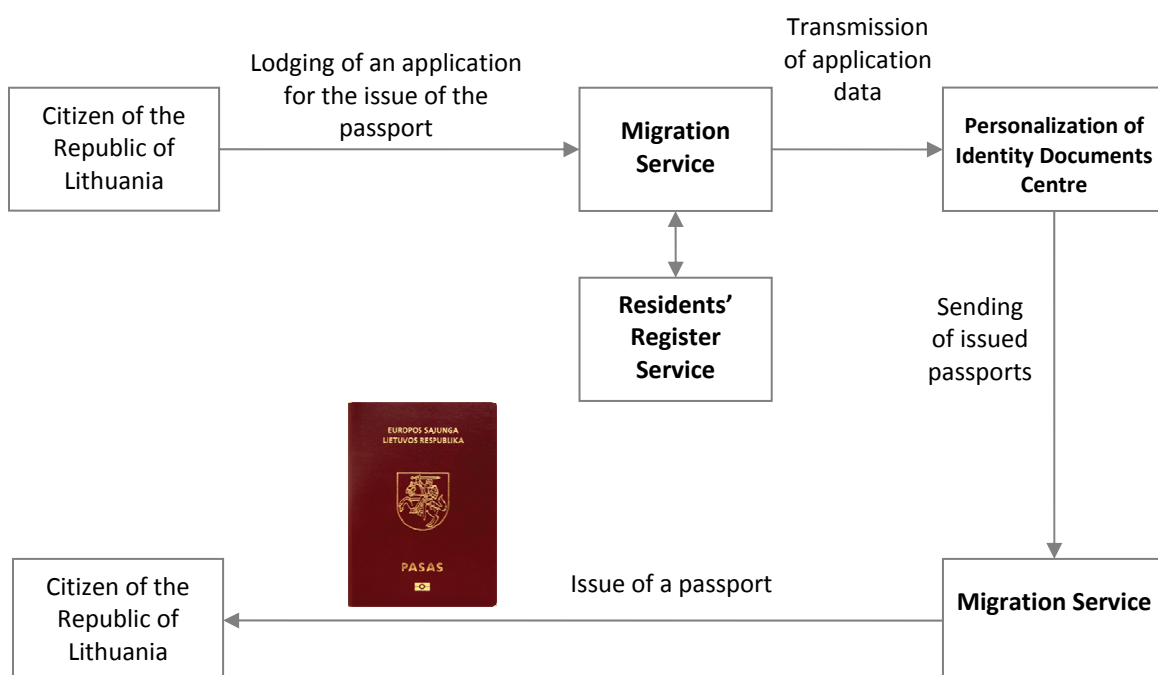 Transmission
of application
data
Lodging of an application
for the issue of the
passport
Citizen of the
Republic of
Lithuania
Migration
Service
Personalization of
Identity Documents
Centre
Residents’
Register
Service
Sending
of issued
passports
EUROPOS SĄJUNGA
LIETUVOS RESPUBLIKA
PASAS
Citizen of the
Republic of
Lithuania
Issue of a passport
Migration Service